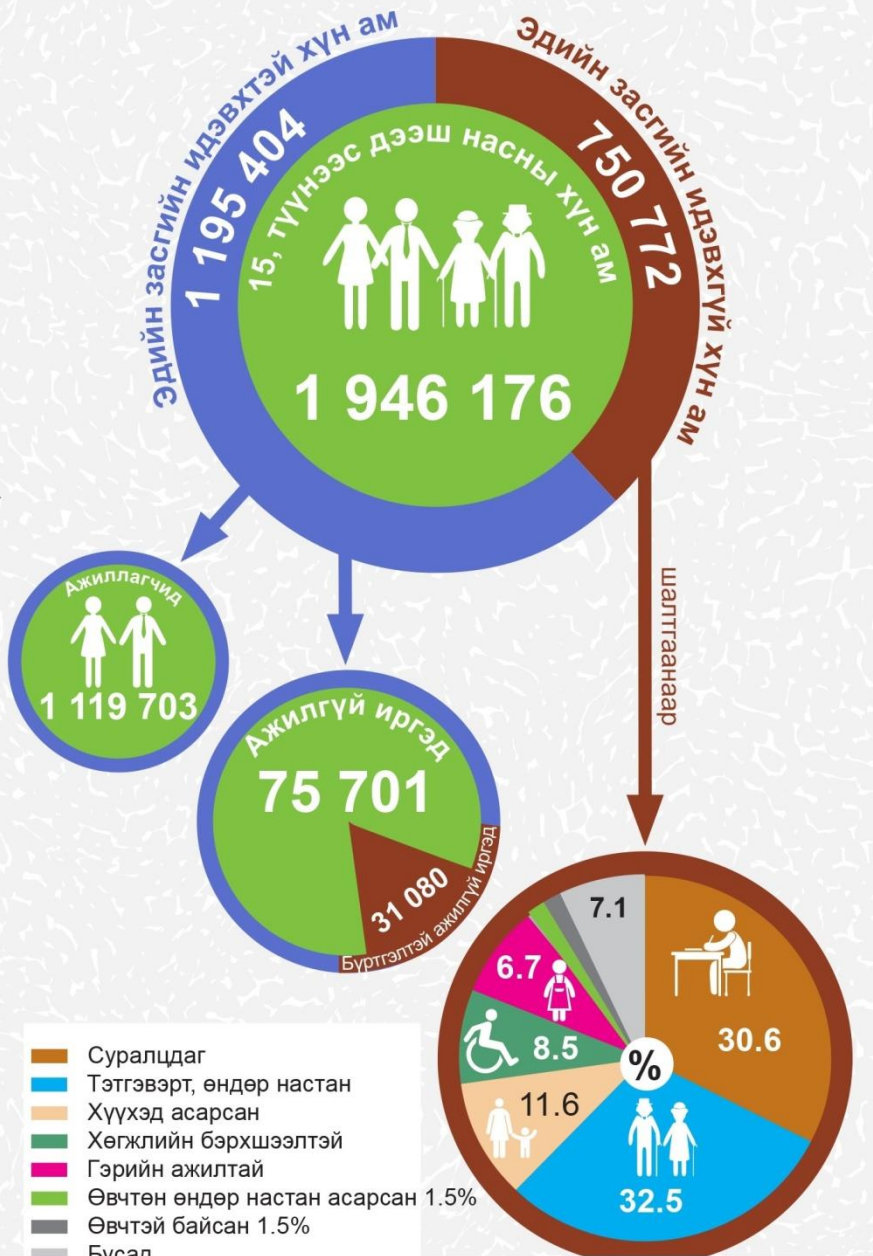 Эдийн засгийн идэвхтэй хүн ам
1 195 404
Эдийн засгийн идэвхгүй хүн ам
750 772
15, түүнээс дээш насны хүн ам
1 946 176
шалтгаанаар
Ажиллагчид
1 119 703
Ажилгүй иргэд
75 701
31 080
Бүртгэлтэй ажилгүй иргэд
7.1
6.7
30.6
8.5
%
11.6
32.5
Суралцдаг
Тэтгэвэрт, өндөр настан
Хүүхэд асарсан
Хөгжлийн бэрхшээлтэй
Гэрийн ажилтай
Өвчтөн өндөр настан асарсан 1.5%
Өвчтэй байсан 1.5%
Бусад